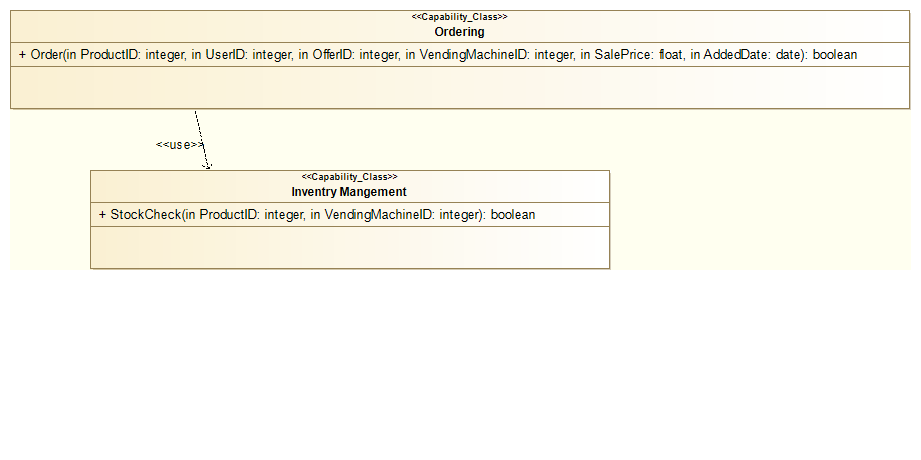 <<Capability_Class>>
Ordering
+ Order(in ProductID: integer, in UserID: integer, in OfferID: integer, in VendingMachineID: integer, in SalePrice: float, in AddedDate: date): boolean
<<use>>
<<Capability_Class>>
Inventry Mangement
+ StockCheck(in ProductID: integer, in VendingMachineID: integer): boolean